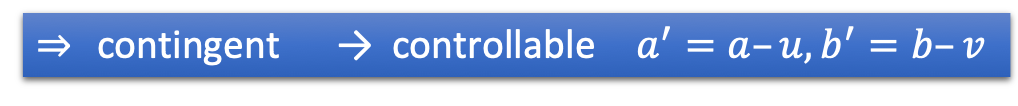 ⇒ contingent → controllable a′ = a−u, b′ = b− v